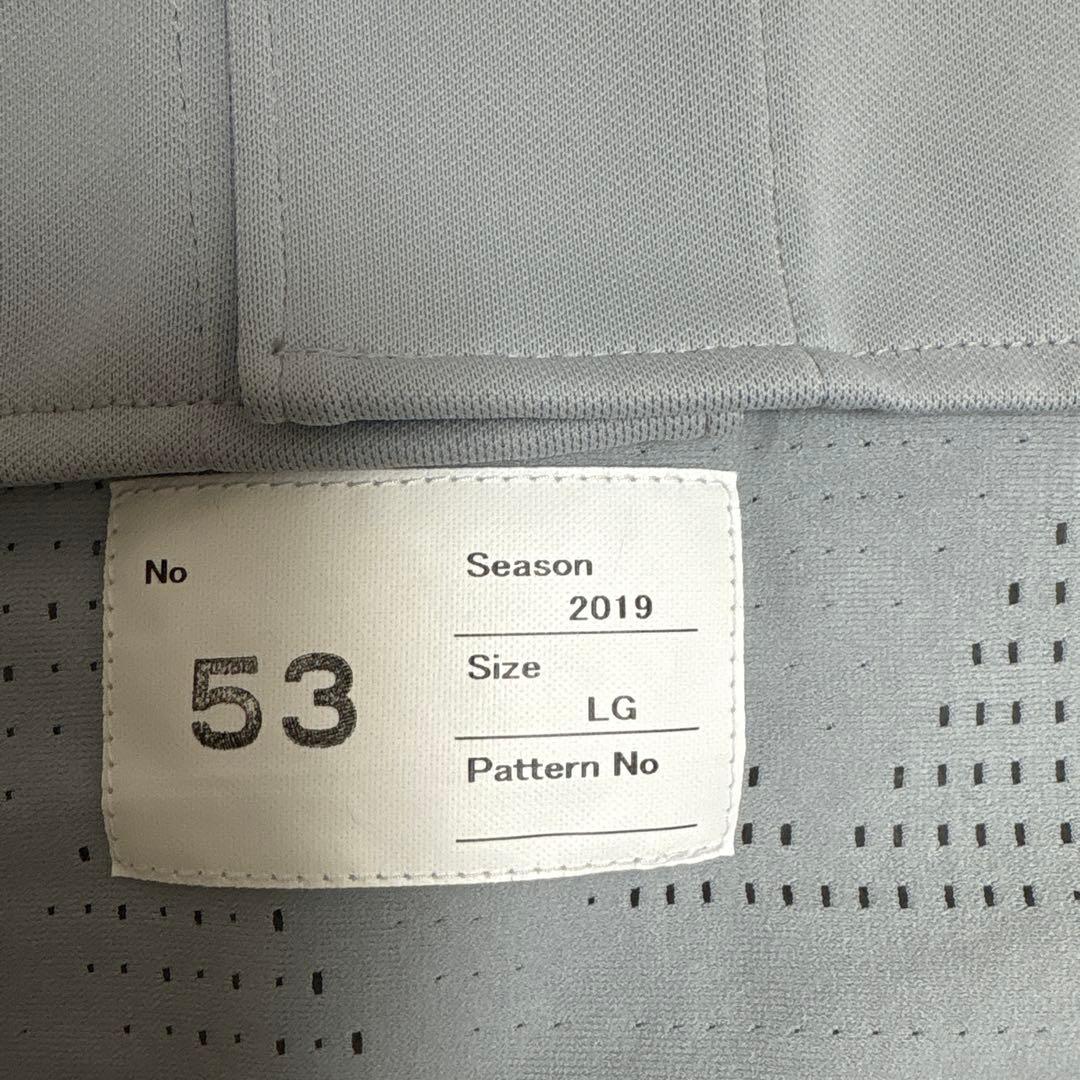 No
53
Season
2019
Size
LG
Pattern No